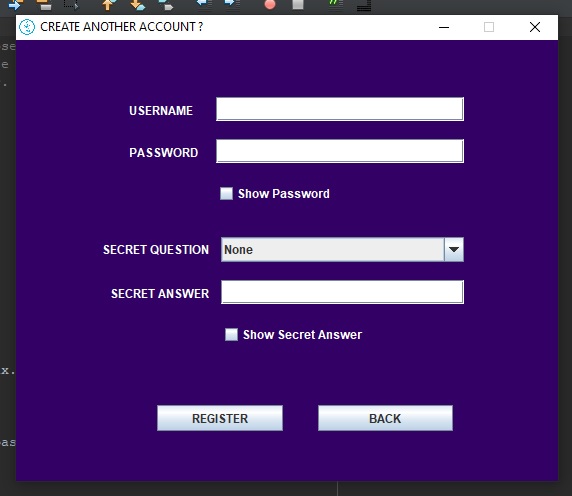 CREATE ANOTHER ACCOUNT ?
USERNAME
PASSWORD
Show Password
SECRET QUESTION None
SECRET ANSWER
Show Secret Answer
REGISTER BACK